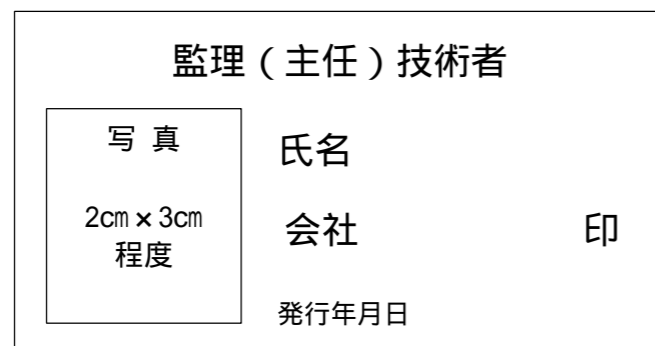 監理（主任）技術者
写 真
2㎝×3㎝
程度
氏名
会社 印
発行年月日